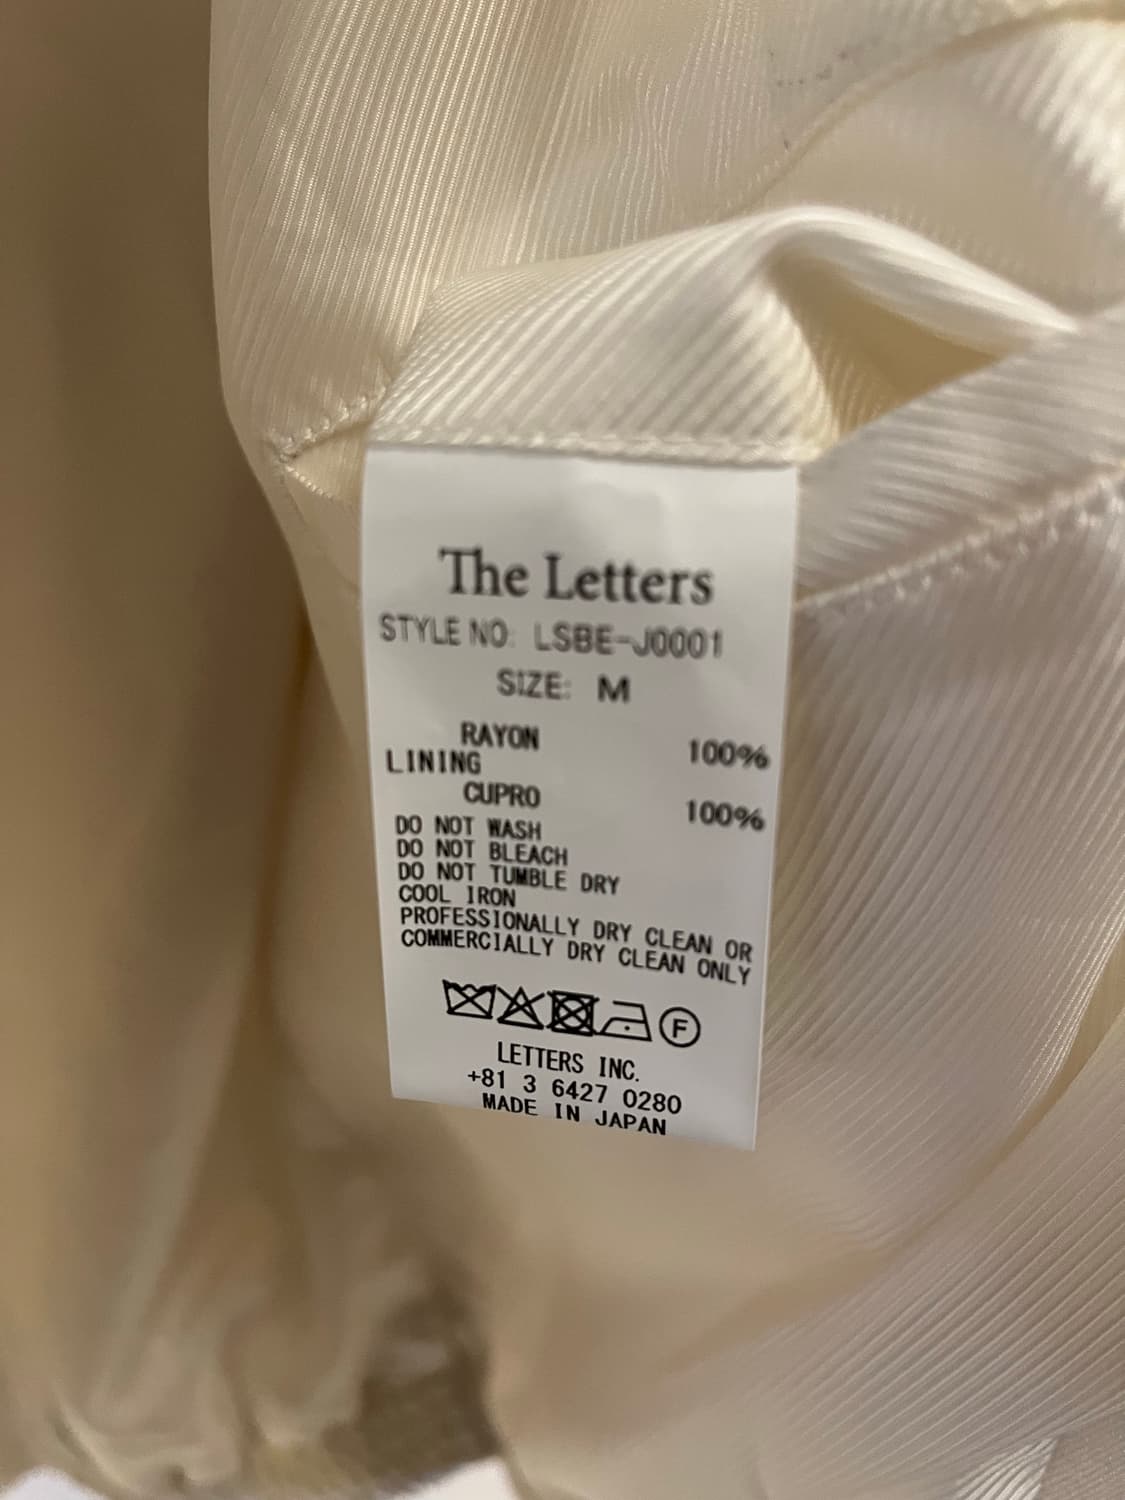 The Letters
STYLE NO: LSBE-J0001
SIZE: M
RAYON 100%
LINING
CUPRO 100%
DO NOT WASH
DO NOT BLEACH
DO NOT TUMBLE DRY
COOL IRON
PROFESSIONALLY DRY CLEAN OR
COMMERCIALLY DRY CLEAN ONLY
F
LETTERS INC.
+81 3 6427 0280
MADE IN JAPAN